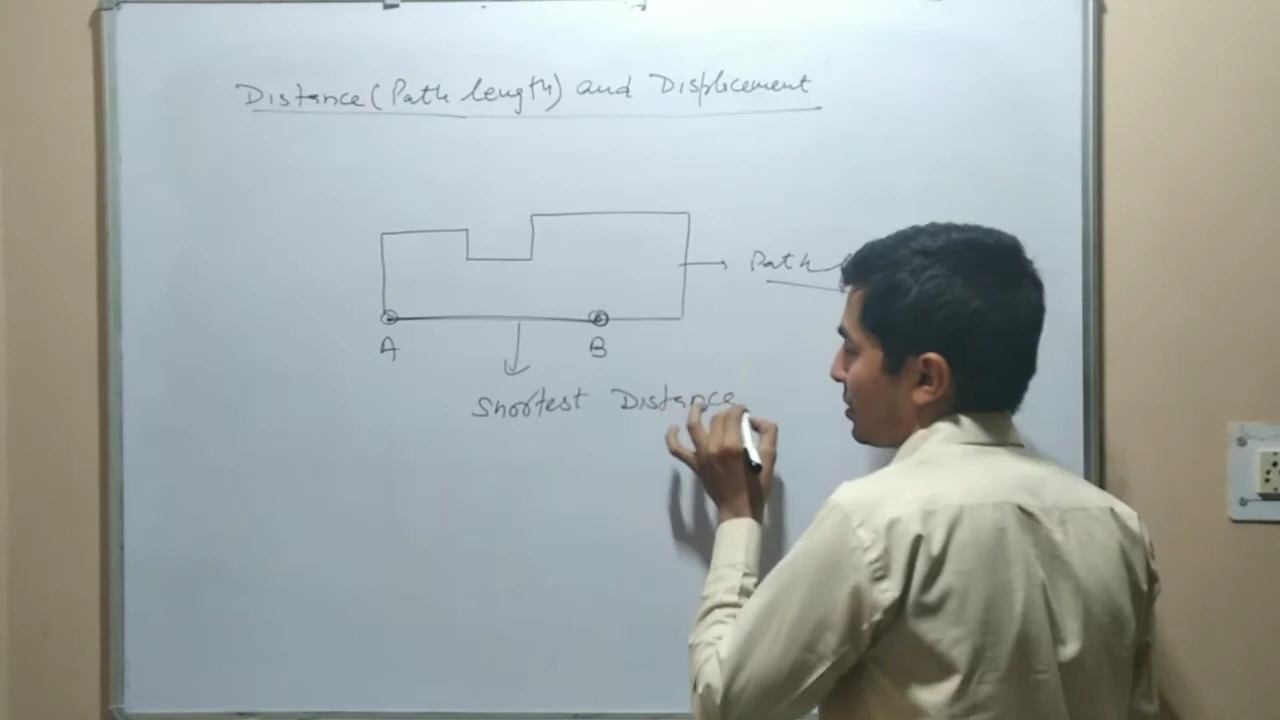 Distance (Path length) and Displacement
Path
A
B
Shortest Distance